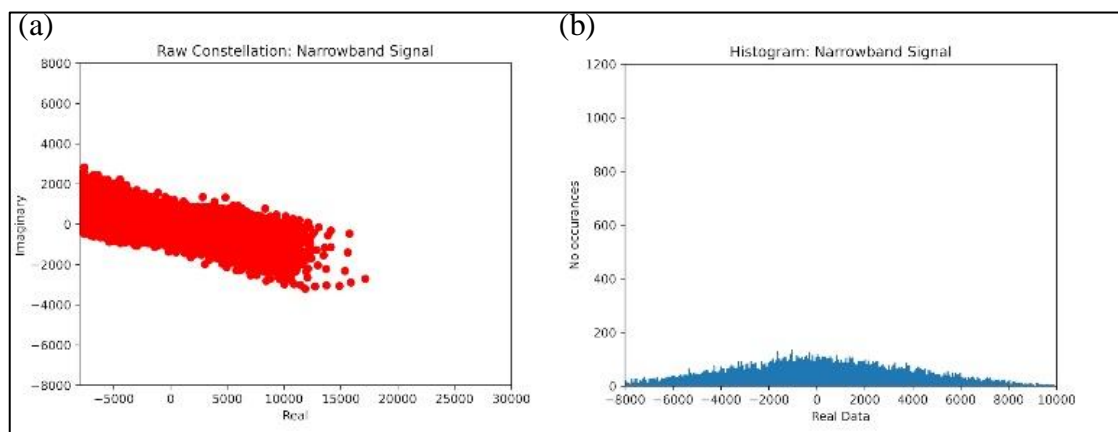 (a)
Raw Constellation: Narrowband Signal
8000
6000
4000
2000
0
−2000
−4000
−6000
−8000
Imaginary
−5000 0 5000 10000 15000 20000 25000 30000
Real
(b)
Histogram: Narrowband Signal
1200
1000
800
600
400
200
0
No occurances
−8000 −6000 −4000 −2000 0 2000 4000 6000 8000 10000
Real Data